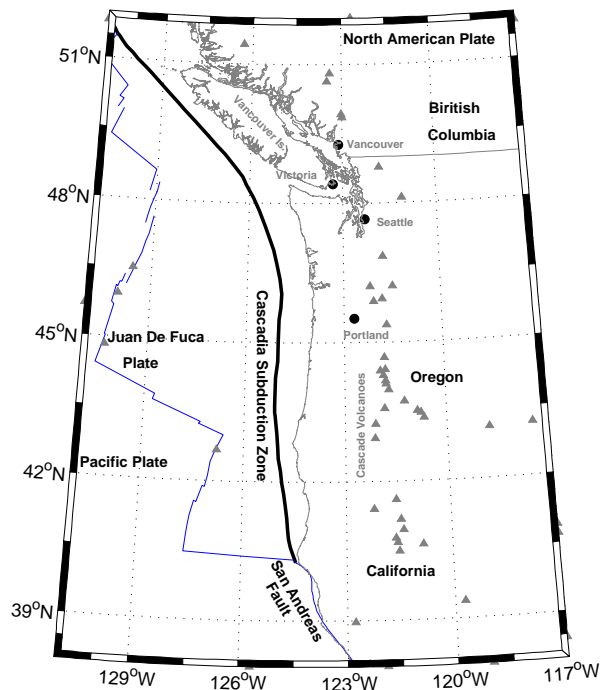 North American Plate
51°N
Biritish
Columbia
Vancouver Is.
Vancouver
Victoria
48°N
Seattle
Cascadia Subduction Zone
45°N
Juan De Fuca
Plate
Portland
Oregon
Cascade Volcanoes
Pacific Plate
42°N
California
San Andreas
Fault
39°N
129°W
126°W
123°W
120°W
117°W